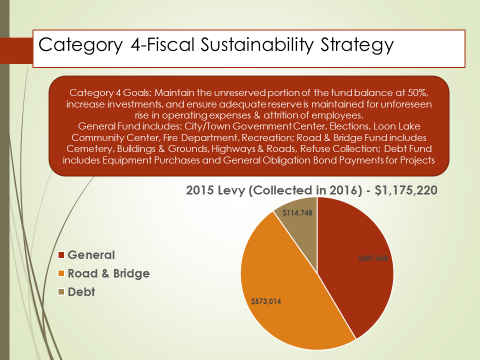 Category 4-Fiscal Sustainability Strategy
Category 4 Goals: Maintain the unreserved portion of the fund balance at 50%,
increase investments, and ensure adequate reserve is maintained for unforeseen
rise in operating expenses & attrition of employees.
General Fund includes: City/Town Government Center, Elections, Loon Lake
Community Center, Fire Department, Recreation; Road & Bridge Fund includes
Cemetery, Buildings & Grounds, Highways & Roads, Refuse Collection; Debt Fund
includes Equipment Purchases and General Obligation Bond Payments for Projects
2015 Levy (Collected in 2016) - $1,175,220
$114,748
$573,014
General
Road & Bridge
Debt